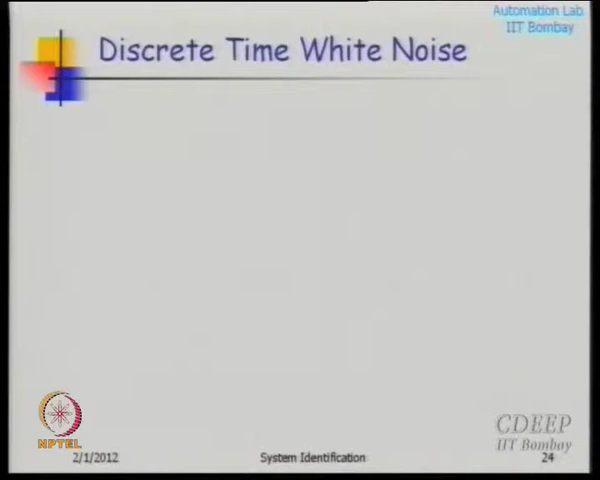 Automation Lab
IIT Bombay
Discrete Time White Noise
NPTEL
CDEEP
IIT Bombay
2/1/2012
System Identification
24